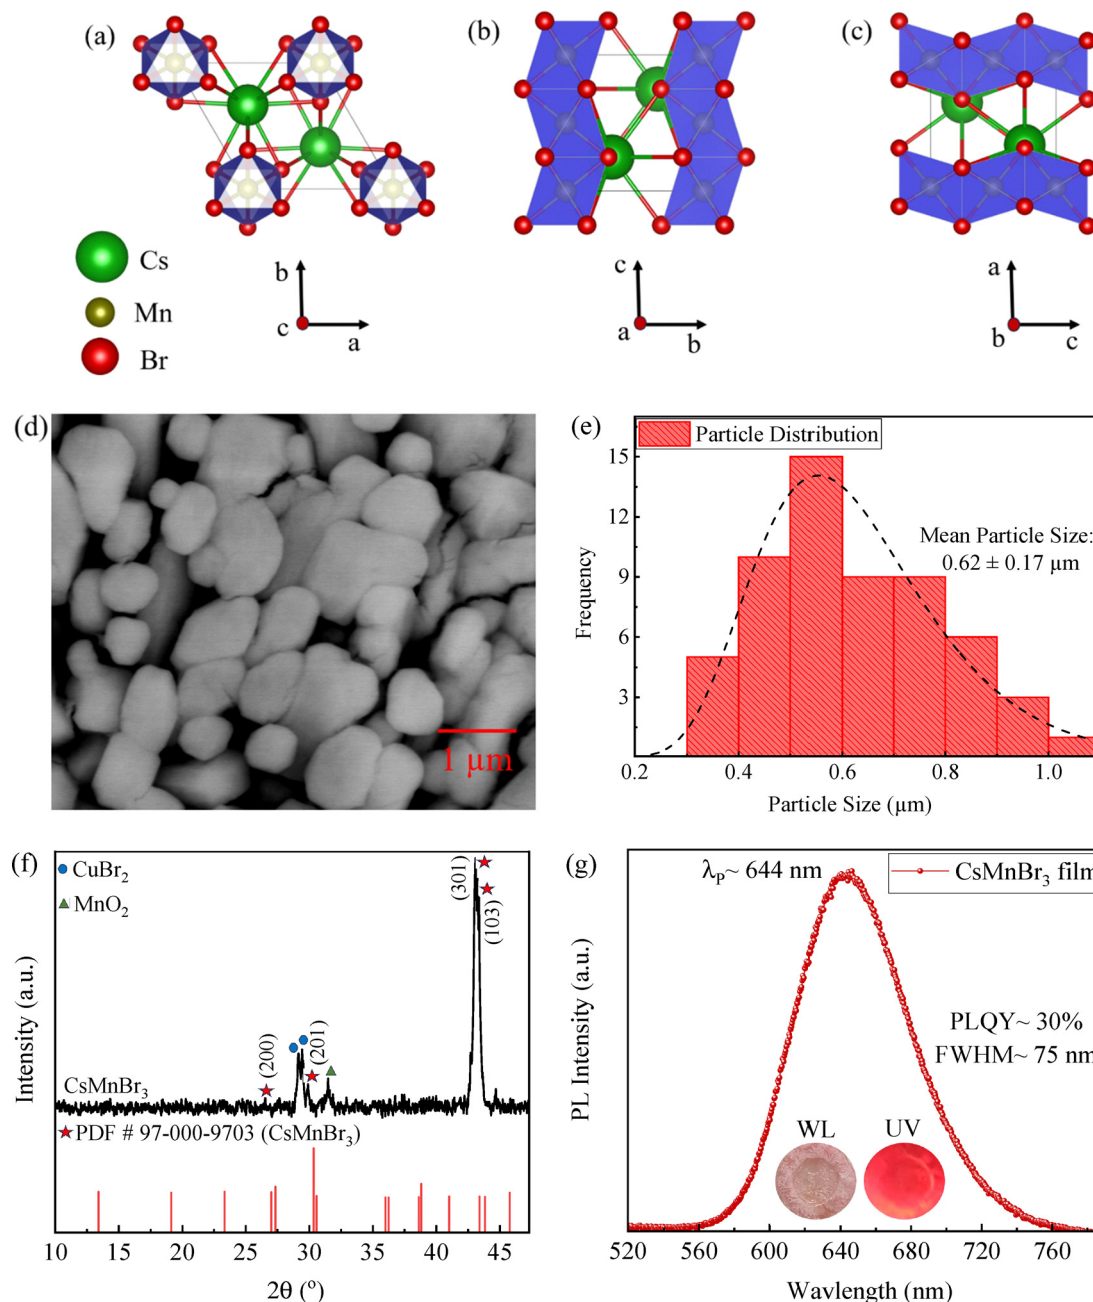 (a)
(b)
(c)
Cs
Mn
Br
b
c
a
c
a
b
a
b
c
(d)
1 μm
(e)
Particle Distribution
Mean Particle Size:
0.62 ± 0.17 μm
Frequency
15
12
9
6
3
0.2
0.4
0.6
0.8
1.0
Particle Size (μm)
(f)
CuBr₂
MnO₂
(200)
(201)
(301)
(103)
CsMnBr₃
PDF # 97-000-9703 (CsMnBr₃)
Intensity (a.u.)
10
15
20
25
30
35
40
45
2θ (º)
(g)
λP~ 644 nm
CsMnBr₃ film
PLQY~ 30%
FWHM~ 75 nm
WL
UV
PL Intensity (a.u.)
520
560
600
640
680
720
760
Wavlength (nm)